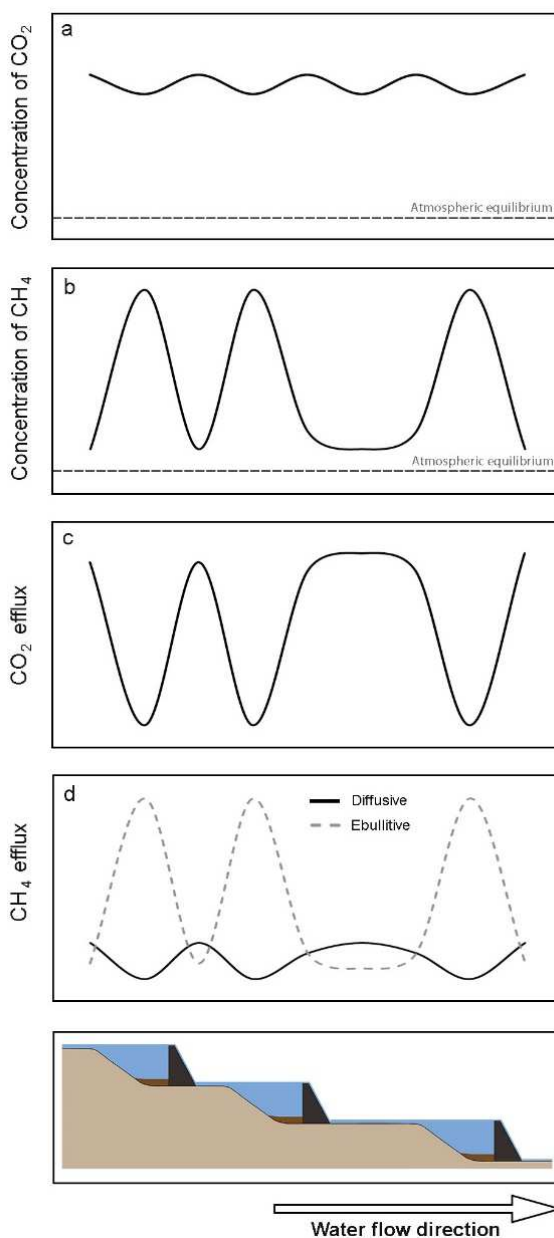 a
Concentration of CO₂
Atmospheric equilibrium
b
Concentration of CH₄
Atmospheric equilibrium
c
CO₂ efflux
d
CH₄ efflux
Diffusive
Ebullitive
Water flow direction